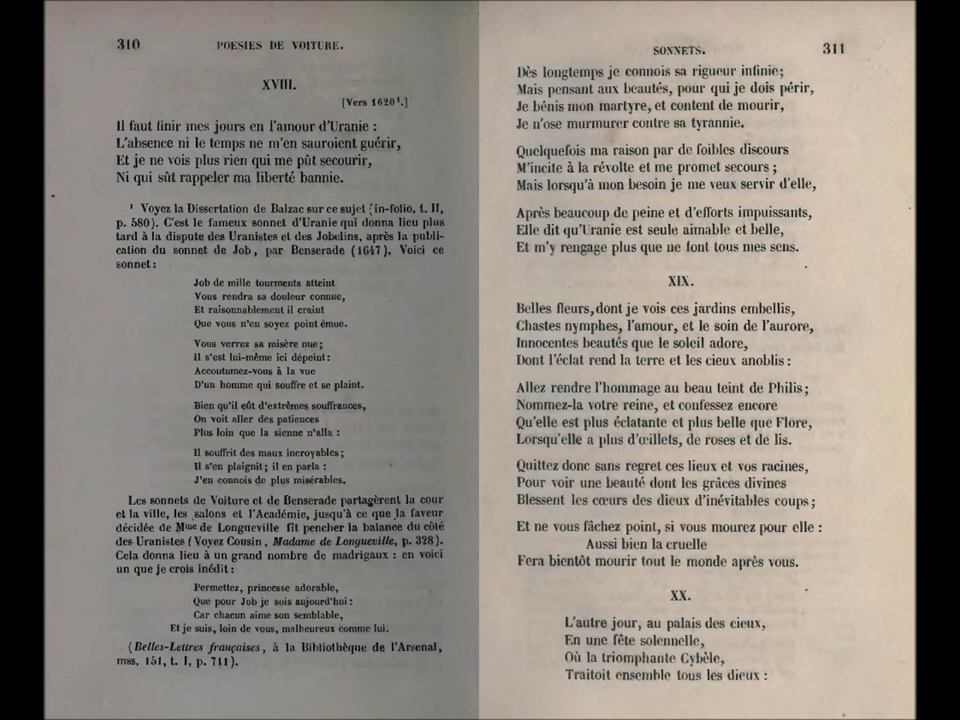 310 POÉSIES DE VOITURE.
XVIII.
[Vers 1620¹.]
Il faut finir mes jours en l'amour d'Uranie :
L'absence ni le temps ne m'en sauroient guérir,
Et je ne vois plus rien qui me pût secourir,
Ni qui sût rappeler ma liberté bannie.
¹ Voyez la Dissertation de Balzac sur ce sujet (in-folio, t. II,
p. 580). C'est le fameux sonnet d'Uranie qui donna lieu plus
tard à la dispute des Uranistes et des Jobelins, après la publi-
cation du sonnet de Job, par Benserade (1647). Voici ce
sonnet :
Job de mille tourments atteint
Vous rendra sa douleur connue,
Et raisonnablement il craint
Que vous n'en soyez point émue.
Vous verrez sa misère nue ;
Il s'est lui-même ici dépeint :
Accoutumez-vous à la vue
D'un homme qui souffre et se plaint.
Bien qu'il eût d'extrêmes souffrances,
On voit aller des patiences
Plus loin que la sienne n'alla :
Il souffrit des maux incroyables ;
Il s'en plaignit ; il en parla :
J'en connois de plus misérables.
Les sonnets de Voiture et de Benserade partagèrent la cour
et la ville, les salons et l'Académie, jusqu'à ce que la faveur
décidée de Mme de Longueville fit pencher la balance du côté
des Uranistes (Voyez Cousin, Madame de Longueville, p. 328).
Cela donna lieu à un grand nombre de madrigaux : en voici
un que je crois inédit :
Permettez, princesse adorable,
Que pour Job je sois aujourd'hui :
Car chacun aime son semblable,
Et je suis, loin de vous, malheureux comme lui.
(Belles-Lettres françaises, à la Bibliothèque de l'Arsenal,
mss, 151, t. I, p. 711).
SONNETS. 311
Dès longtemps je connois sa rigueur infinie ;
Mais pensant aux beautés, pour qui je dois périr,
Je bénis mon martyre, et content de mourir,
Je n'ose murmurer contre sa tyrannie.
Quelquefois ma raison par de foibles discours
M'incite à la révolte et me promet secours ;
Mais lorsqu'à mon besoin je me veux servir d'elle,
Après beaucoup de peine et d'efforts impuissants,
Elle dit qu'Uranie est seule aimable et belle,
Et m'y rengage plus que ne font tous mes sens.
XIX.
Belles fleurs, dont je vois ces jardins embellis,
Chastes nymphes, l'amour, et le soin de l'aurore,
Innocentes beautés que le soleil adore,
Dont l'éclat rend la terre et les cieux anoblis :
Allez rendre l'hommage au beau teint de Philis ;
Nommez-la votre reine, et confessez encore
Qu'elle est plus éclatante et plus belle que Flore,
Lorsqu'elle a plus d'œillets, de roses et de lis.
Quittez donc sans regret ces lieux et vos racines,
Pour voir une beauté dont les grâces divines
Blessent les cœurs des dieux d'inévitables coups ;
Et ne vous fâchez point, si vous mourez pour elle :
Aussi bien la cruelle
Fera bientôt mourir tout le monde après vous.
XX.
L'autre jour, au palais des cieux,
En une fête solennelle,
Où la triomphante Cybèle,
Traitoit ensemble tous les dieux :